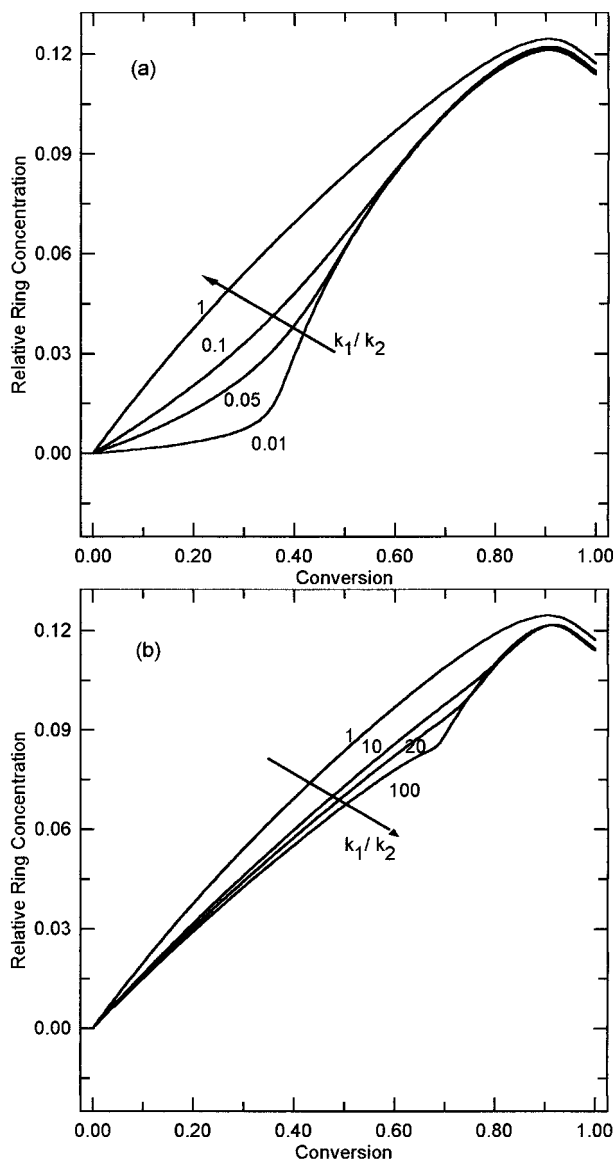 (a)
0.12
0.09
0.06
0.03
0.00
Relative Ring Concentration
1
0.1
0.05
0.01
k1/ k2
0.00 0.20 0.40 0.60 0.80 1.00
Conversion
(b)
0.12
0.09
0.06
0.03
0.00
Relative Ring Concentration
1
10
20
100
k1/ k2
0.00 0.20 0.40 0.60 0.80 1.00
Conversion